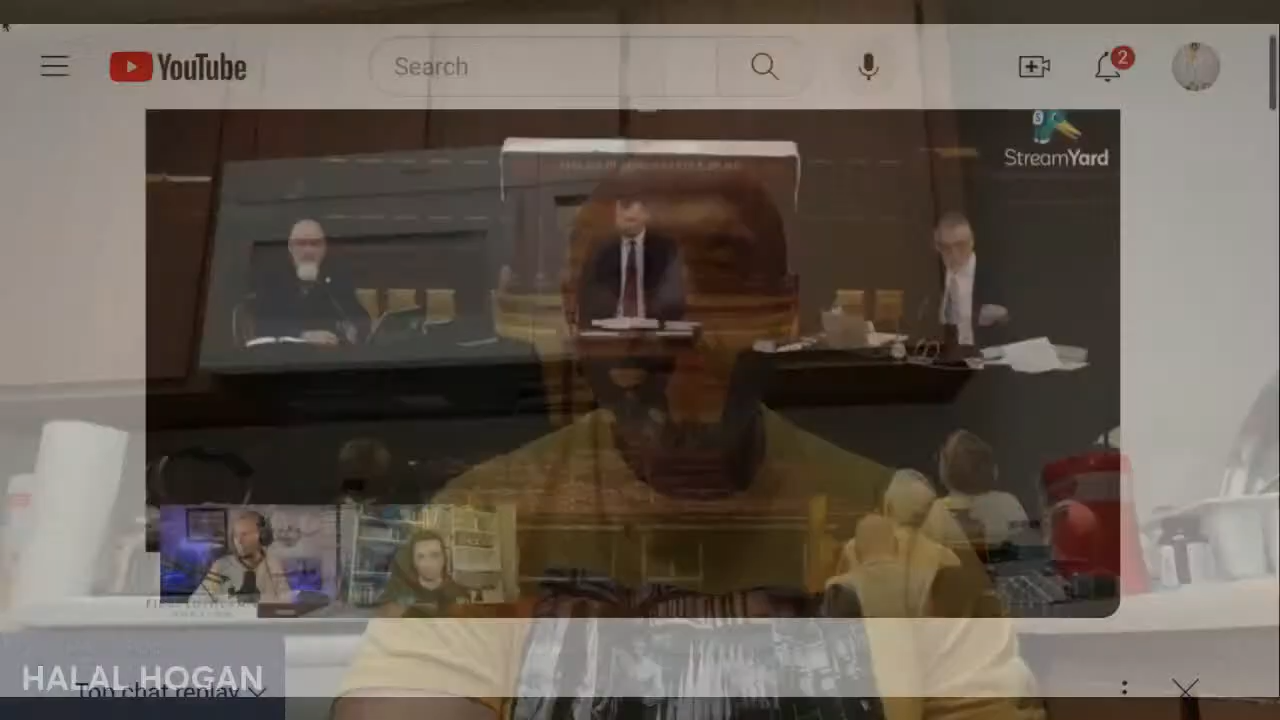 YouTube
Search
2
StreamYard
HALAL HOGAN
Top chat replay